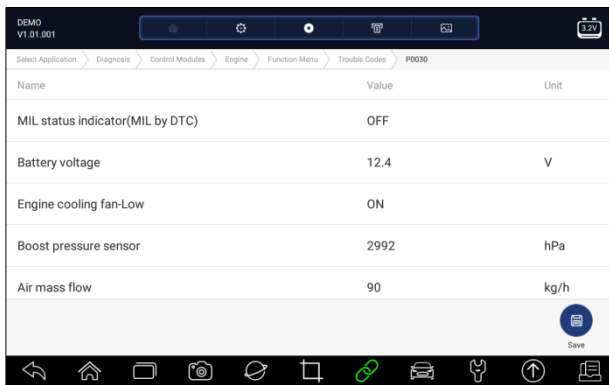 DEMO
V1.01.001
3.2V
Select Application Diagnosis Control Modules Engine Function Menu Trouble Codes P0030
Name Value Unit
MIL status indicator(MIL by DTC) OFF
Battery voltage 12.4 V
Engine cooling fan-Low ON
Boost pressure sensor 2992 hPa
Air mass flow 90 kg/h
Save